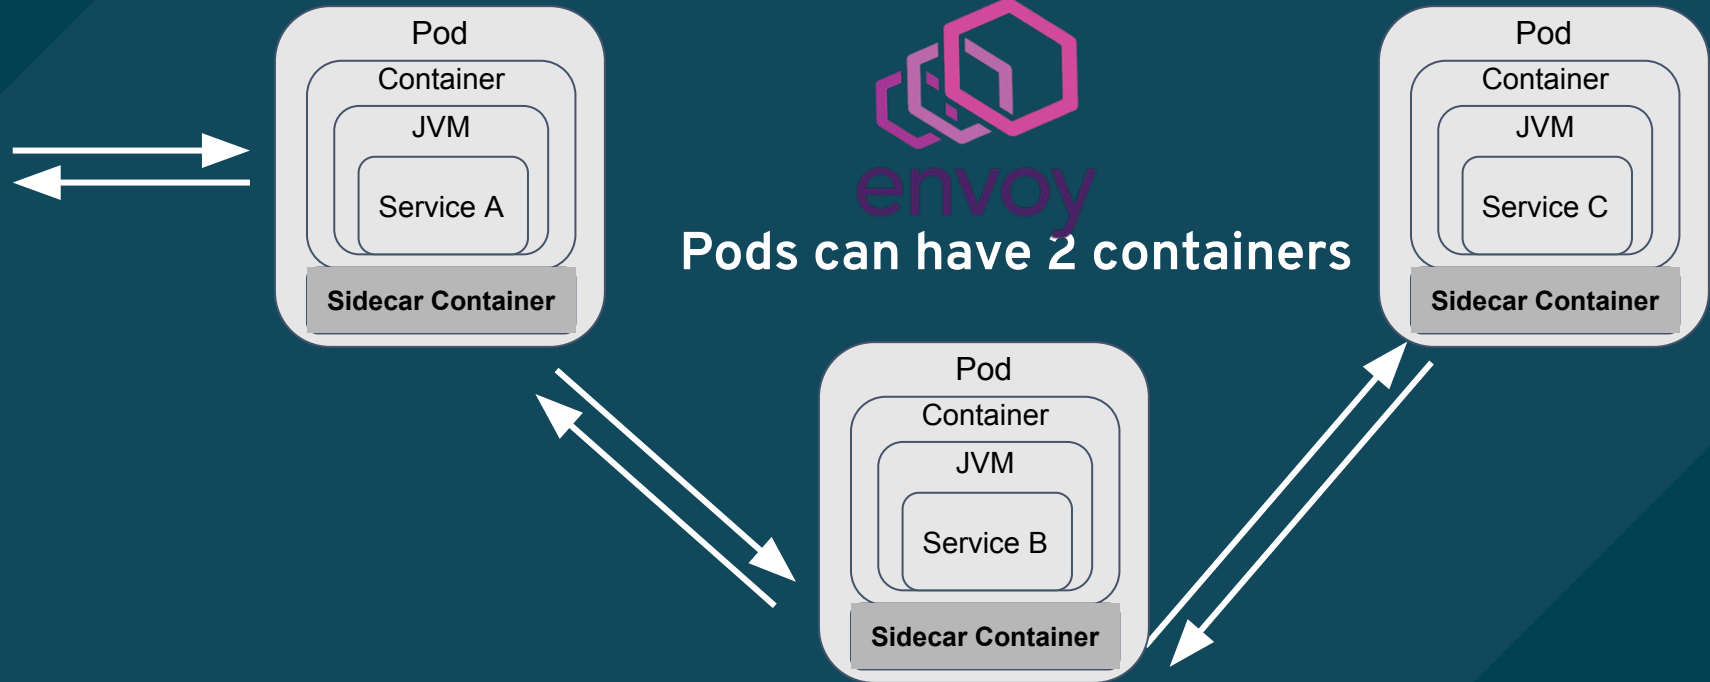 Pod
Container
JVM
Service A
Sidecar Container
envoy
Pods can have 2 containers
Pod
Container
JVM
Service C
Sidecar Container
Pod
Container
JVM
Service B
Sidecar Container